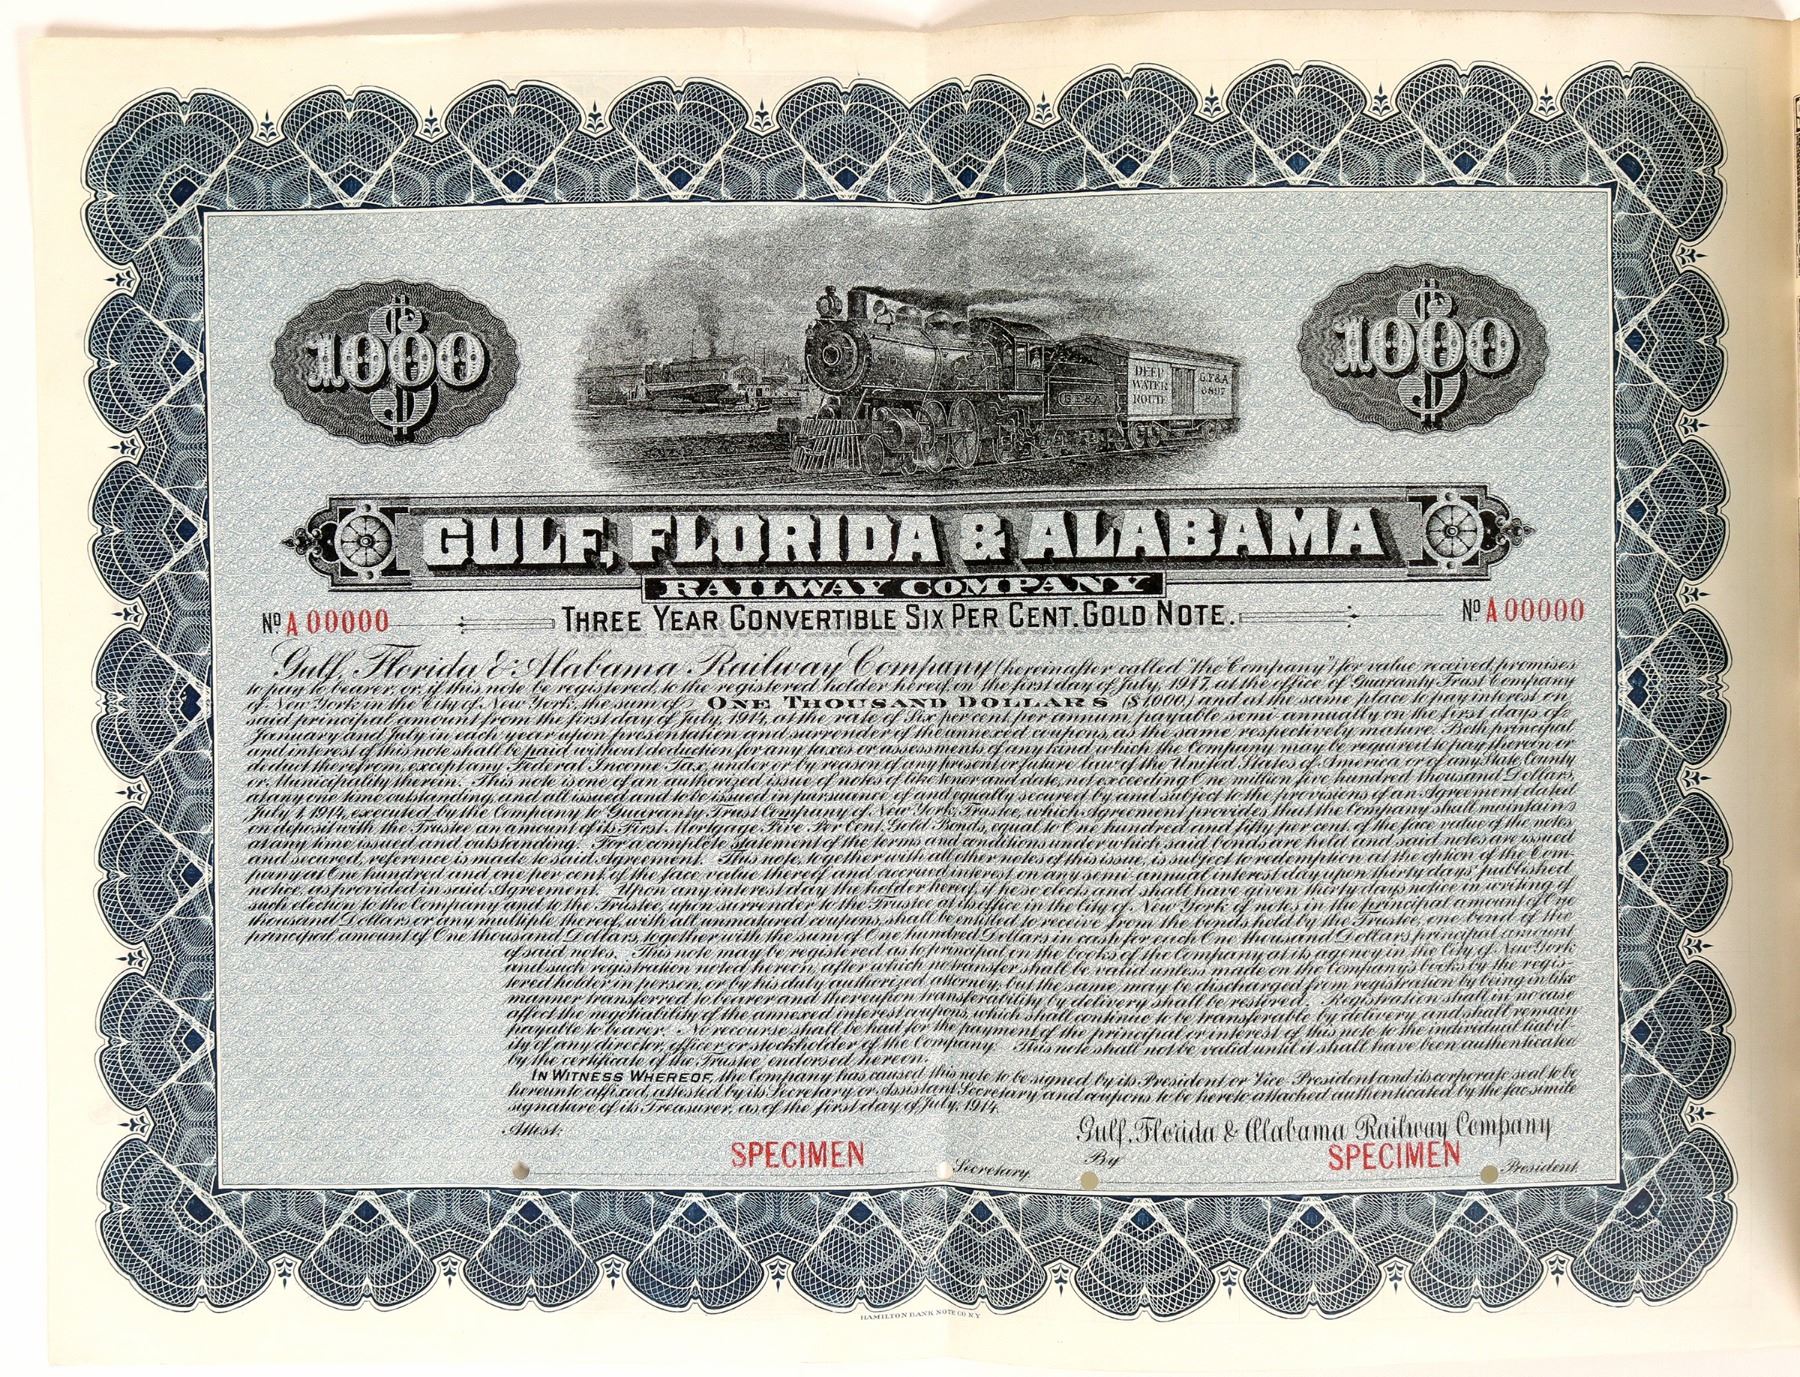 $1000
$1000
DEEP WATER ROUTE
G.F.&A. 6897
G.F.&A.
GULF, FLORIDA & ALABAMA
RAILWAY COMPANY
No. A 00000
THREE YEAR CONVERTIBLE SIX PER CENT. GOLD NOTE.
No. A 00000
Gulf, Florida & Alabama Railway Company (hereinafter called "the Company") for value received, promises
to pay to bearer, or, if this note be registered, to the registered holder hereof, on the first day of July, 1917, at the office of Guaranty Trust Company
of New York in the City of New York, the sum of ONE THOUSAND DOLLARS ($1,000,) and at the same place to pay interest on
said principal amount from the first day of July, 1914, at the rate of six per cent. per annum, payable semi-annually on the first days of
January and July in each year upon presentation and surrender of the annexed coupons, as the same respectively mature. Both principal
and interest of this note shall be paid without deduction for any taxes or assessments of any kind which the Company may be required to pay thereon or
deduct therefrom, except any Federal Income Tax, under or by reason of any present or future law of the United States of America or of any State, County
or Municipality therein. This note is one of an authorized issue of notes of like tenor and date, not exceeding One million five hundred thousand Dollars,
at any one time outstanding, and all issued and to be issued in pursuance of and equally secured by and subject to the provisions of an Agreement dated
July 1, 1914, executed by the Company to Guaranty Trust Company of New York, Trustee, which Agreement provides that the Company shall maintain
on deposit with the Trustee an amount of its First Mortgage Five Per Cent. Gold Bonds, equal to One hundred and fifty per cent. of the face value of the notes
at any time issued and outstanding. For a complete statement of the terms and conditions under which said bonds are held and said notes are issued
and secured, reference is made to said Agreement. This note, together with all other notes of this issue, is subject to redemption at the option of the Com-
pany at One hundred and one per cent. of the face value thereof and accrued interest on any semi-annual interest day upon thirty days' published
notice, as provided in said Agreement. Upon any interest day the holder hereof, if he so elects and shall have given thirty days notice in writing of
such election to the Company and to the Trustee, upon surrender to the Trustee at its office in the City of New York of notes in the principal amount of One
thousand Dollars or any multiple thereof, with all unmatured coupons, shall be entitled to receive from the bonds held by the Trustee, one bond of the
principal amount of One thousand Dollars, together with the sum of One hundred Dollars in cash for each One thousand Dollars principal amount
of said notes. This note may be registered as to principal on the books of the Company at its agency in the City of New York
and such registration noted hereon, after which no transfer shall be valid unless made on the Company's books by the regis-
tered holder in person, or by his duly authorized attorney, but the same may be discharged from registration by being in like
manner transferred to bearer and thereupon transferability by delivery shall be restored. Registration shall in no case
affect the negotiability of the annexed interest coupons, which shall continue to be transferable by delivery and shall remain
payable to bearer. No recourse shall be had for the payment of the principal or interest of this note to the individual liabil-
ity of any director, officer or stockholder of the Company. This note shall not be valid until it shall have been authenticated
by the certificate of the Trustee endorsed hereon.
IN WITNESS WHEREOF, the Company has caused this note to be signed by its President or Vice President and its corporate seal to be
hereunto affixed, attested by its Secretary or Assistant Secretary and coupons to be hereto attached authenticated by the facsimile
signature of its Treasurer, as of the first day of July, 1914.
Attest:
Gulf, Florida & Alabama Railway Company
SPECIMEN
Secretary.
By
SPECIMEN
President
HAMILTON BANK NOTE CO. N.Y.